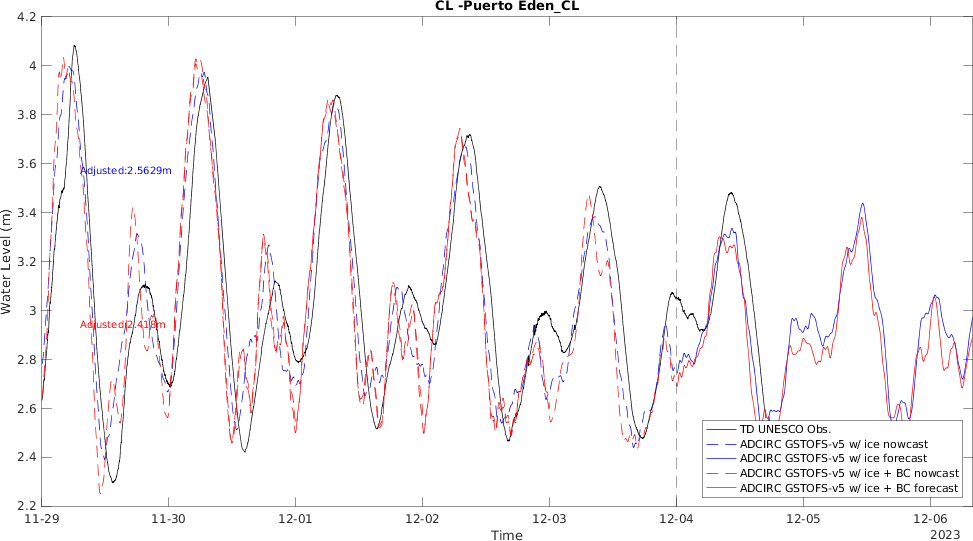 CL -Puerto Eden_CL
4.2
4
3.8
3.6
3.4
3.2
3
2.8
2.6
2.4
2.2
Water Level (m)
Adjusted:2.5629m
Adjusted:2.418m
TD UNESCO Obs.
ADCIRC GSTOFS-v5 w/ ice nowcast
ADCIRC GSTOFS-v5 w/ ice forecast
ADCIRC GSTOFS-v5 w/ ice + BC nowcast
ADCIRC GSTOFS-v5 w/ ice + BC forecast
11-29 11-30 12-01 12-02 12-03 12-04 12-05 12-06
Time
2023